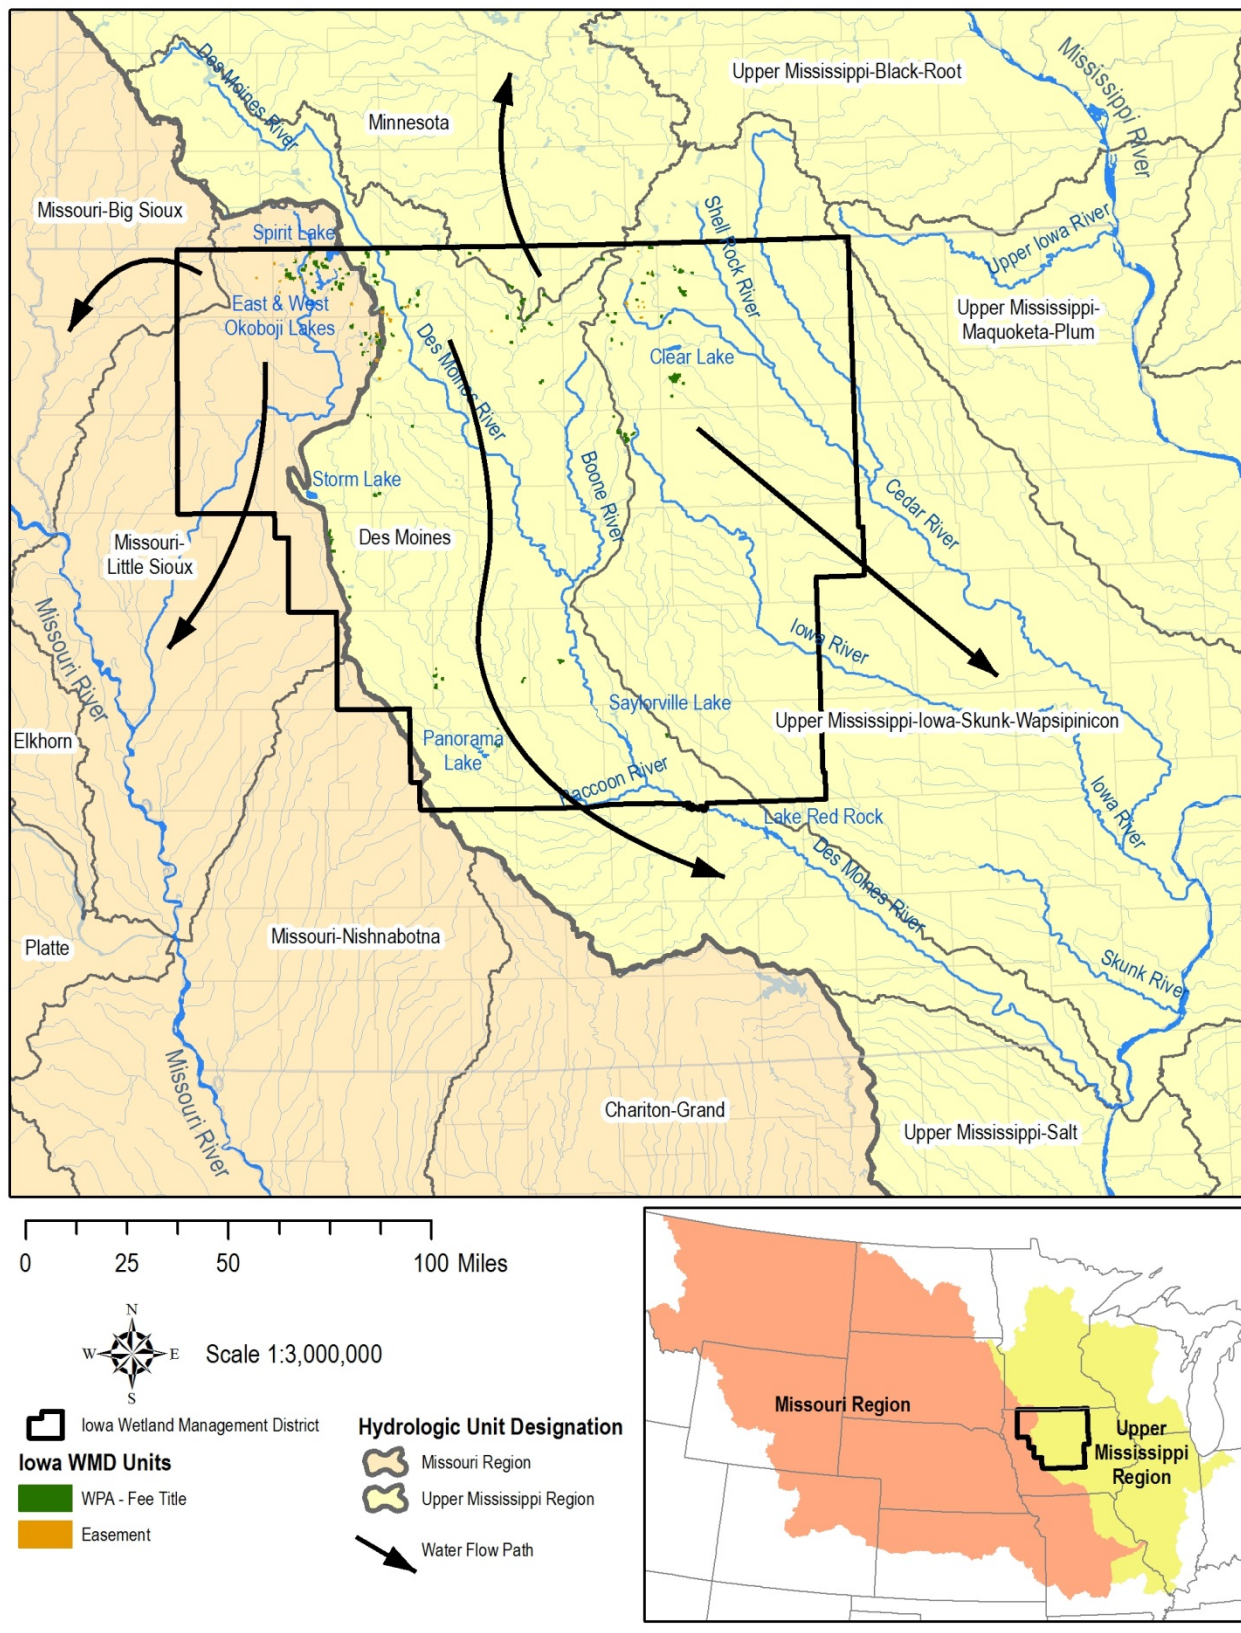 Des Moines River
Upper Mississippi-Black-Root
Mississippi River
Minnesota
Missouri-Big Sioux
Spirit Lake
Shell Rock River
Upper Iowa River
East & West
Okoboji Lakes
Upper Mississippi-
Maquoketa-Plum
Des Moines River
Clear Lake
Boone River
Storm Lake
Cedar River
Des Moines
Missouri-
Little Sioux
Missouri River
Iowa River
Saylorville Lake
Upper Mississippi-Iowa-Skunk-Wapsipinicon
Elkhorn
Panorama
Lake
Raccoon River
Iowa River
Lake Red Rock
Des Moines River
Missouri-Nishnabotna
Platte
Skunk River
Missouri River
Chariton-Grand
Upper Mississippi-Salt
0 25 50 100 Miles
N
W E
S
Scale 1:3,000,000
Iowa Wetland Management District
Iowa WMD Units
WPA - Fee Title
Easement
Hydrologic Unit Designation
Missouri Region
Upper Mississippi Region
Water Flow Path
Missouri Region
Upper
Mississippi
Region